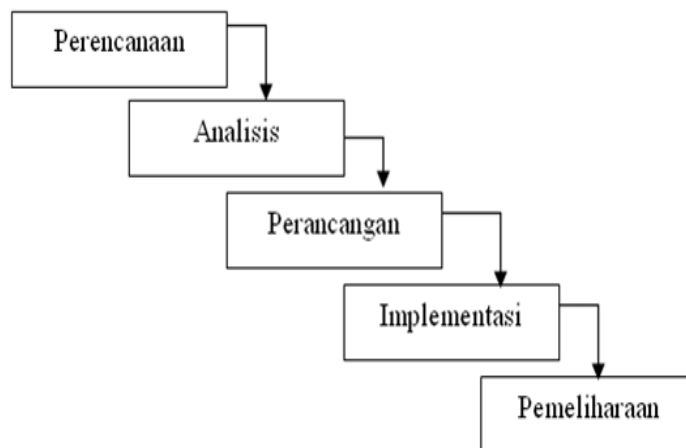 Perencanaan
Analisis
Perancangan
Implementasi
Pemeliharaan